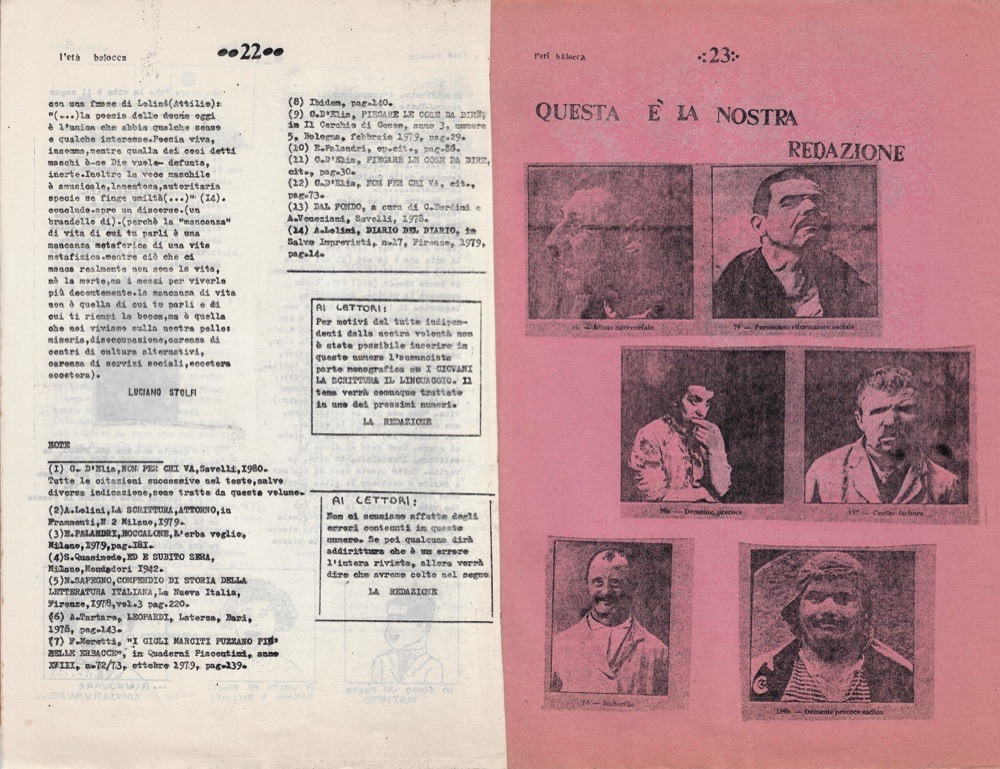 l'età balocca
••22••
con una frase di Lolini(Attilio):
"(...)la poesia delle donne oggi
è l'unica che abbia qualche senso
e qualche interesse.Poesia viva,
insomma,mentre quella dei così detti
maschi è-se Dio vuole- defunta,
inerte.Inoltre la voce maschile
è amusicale,lamentosa,autoritaria
specie se finge umiltà(...)" (14).
conclude.apre un discorso.(un
brandello di).(perchè la "mancanza"
di vita di cui tu parli è una
mancanza metaforica di una vita
metafisica.mentre ciò che ci
manca realmente non sono la vita,
nè la morte,ma i mezzi per viverle
più decentemente.la mancanza di vita
non è quella di cui tu parli e di
cui ti riempi la bocca,ma è quella
che noi viviamo sulla nostra pelle:
miseria,disoccupazione,carenza di
centri di cultura alternativi,
carenza di servizi sociali,eccetera
eccetera).
LUCIANO STOLFI
NOTE
(I) G. D'Elia,NON PER CHI VA,Savelli,1980.
Tutte le citazioni successive nel testo,salvo
diversa indicazione,sono tratte da questo volume.
(2)A.Lolini,LA SCRITTURA,ATTORNO,in
Frammenti,N 2 Milano,1979.
(3)E.PALANDRI,BOCCALONE,L'erba voglio,
Milano,1979,pag.181.
(4)S.Quasimodo,ED E SUBITO SERA,
Milano,Mondadori 1942.
(5)N.SAPEGNO,COMPENDIO DI STORIA DELLA
LETTERATURA ITALIANA,La Nuova Italia,
Firenze,1978,vol.3 pag.220.
(6) A.Tartaro, LEOPARDI, Laterza, Bari,
1978, pag.143.
(7) F.Moretti, "I GIGLI MARCITI PUZZANO PIU'
DELLE ERBACCE", in Quaderni Piacentini, anno
XVIII, n.72/73, ottobre 1979, pag.139.
(8) Ibidem, pag.140.
(9) G.D'Elia, PIEGARE LE COSE DA DIRE,
in Il Cerchio di Gesso, anno 3, numero
5, Bologna, febbraio 1979, pag.29.
(10) E.Palandri, op.cit., pag.88.
(11) G.D'Elia, PIEGARE LE COSE DA DIRE,
cit., pag.30.
(12) G.D'Elia, NON PER CHI VA, cit.,
pag.73.
(13) DAL FONDO, a cura di C.Bordini e
A.Veneziani, Savelli, 1978.
(14) A.Lolini, DIARIO DEL DIARIO, in
Salvo Imprevisti, n.17, Firenze, 1979,
pag.14.
AI LETTORI:
Per motivi del tutto indipen-
denti dalla nostra volontà non
è stato possibile inserire in
questo numero l'annunciata
parte monografica su I GIOVANI
LA SCRITTURA IL LINGUAGGIO. Il
tema verrà comunque trattato
in uno dei prossimi numeri.
LA REDAZIONE
AI LETTORI:
Non ci scusiamo affatto degli
errori contenuti in questo
numero. Se poi qualcuno dirà
addirittura che è un errore
l'intera rivista, allora vorrà
dire che avremo colto nel segno
LA REDAZIONE
l'età balocca
·:23:·
QUESTA È LA NOSTRA
REDAZIONE
— Idiota microcefalo
79 — Paranoico riformatore sociale
59a — Demente precoce
157 — Cretino
14 — Imbecille
159b — Demente precoce sadico